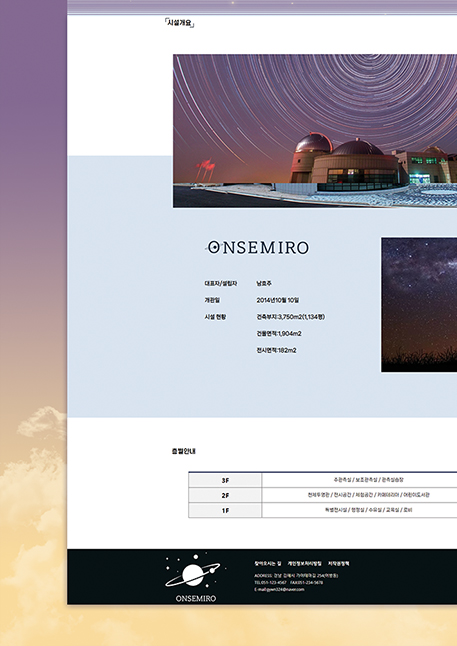 시설개요
ONSEMIRO
대표자/설립자 남호주
개관일 2014년10월 10일
시설 현황 건축부지:3,750m2(1,134평)
건물면적:1,904m2
전시면적:182m2
층별안내
3F 주관측실 / 보조관측실 / 관측실습장
2F 천체투영관 / 전시공간 / 체험공간 / 카페테리아 / 어린이도서관
1F 특별전시실 / 행정실 / 수유실 / 교육실 / 로비
찾아오시는 길 개인정보처리방침 저작권정책
ADDRESS: 경남 김해시 가야테마길 254(어방동)
TEL:051-123-4567 FAX:051-234-5678
E-mail:gywn324@naver.com
ONSEMIRO